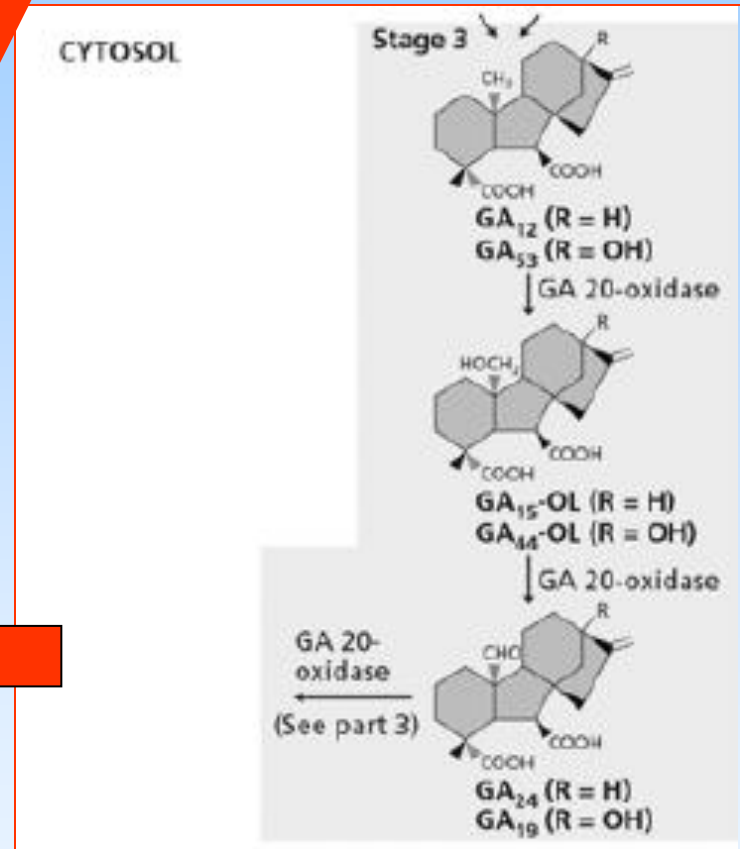 CYTOSOL
Stage 3
R
CH₃
COOH
COOH
GA₁₂ (R = H)
GA₅₃ (R = OH)
GA 20-oxidase
R
HOCH₂
COOH
COOH
GA₁₅-OL (R = H)
GA₄₄-OL (R = OH)
GA 20-oxidase
R
CHO
COOH
COOH
GA 20-
oxidase
(See part 3)
GA₂₄ (R = H)
GA₁₉ (R = OH)